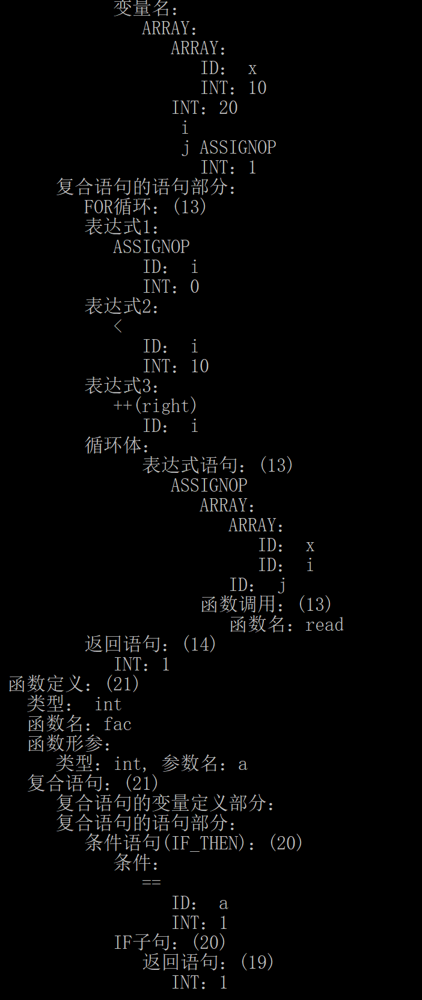 变量名：
ARRAY：
ARRAY：
ID： x
INT：10
INT：20
i
j ASSIGNOP
INT：1
复合语句的语句部分：
FOR循环：(13)
表达式1：
ASSIGNOP
ID： i
INT：0
表达式2：
<
ID： i
INT：10
表达式3：
++(right)
ID： i
循环体：
表达式语句：(13)
ASSIGNOP
ARRAY：
ARRAY：
ID： x
ID： i
ID： j
函数调用：(13)
函数名：read
返回语句：(14)
INT：1
函数定义：(21)
类型： int
函数名：fac
函数形参：
类型：int, 参数名：a
复合语句：(21)
复合语句的变量定义部分：
复合语句的语句部分：
条件语句(IF_THEN)：(20)
条件：
==
ID： a
INT：1
IF子句：(20)
返回语句：(19)
INT：1